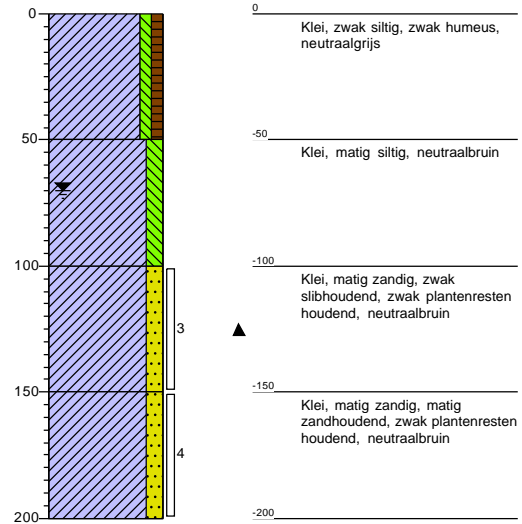 0
0
Klei, zwak siltig, zwak humeus,
neutraalgrijs
50
-50
Klei, matig siltig, neutraalbruin
100
-100
Klei, matig zandig, zwak
slibhoudend, zwak plantenresten
houdend, neutraalbruin
3
150
-150
Klei, matig zandig, matig
zandhoudend, zwak plantenresten
houdend, neutraalbruin
4
200
-200